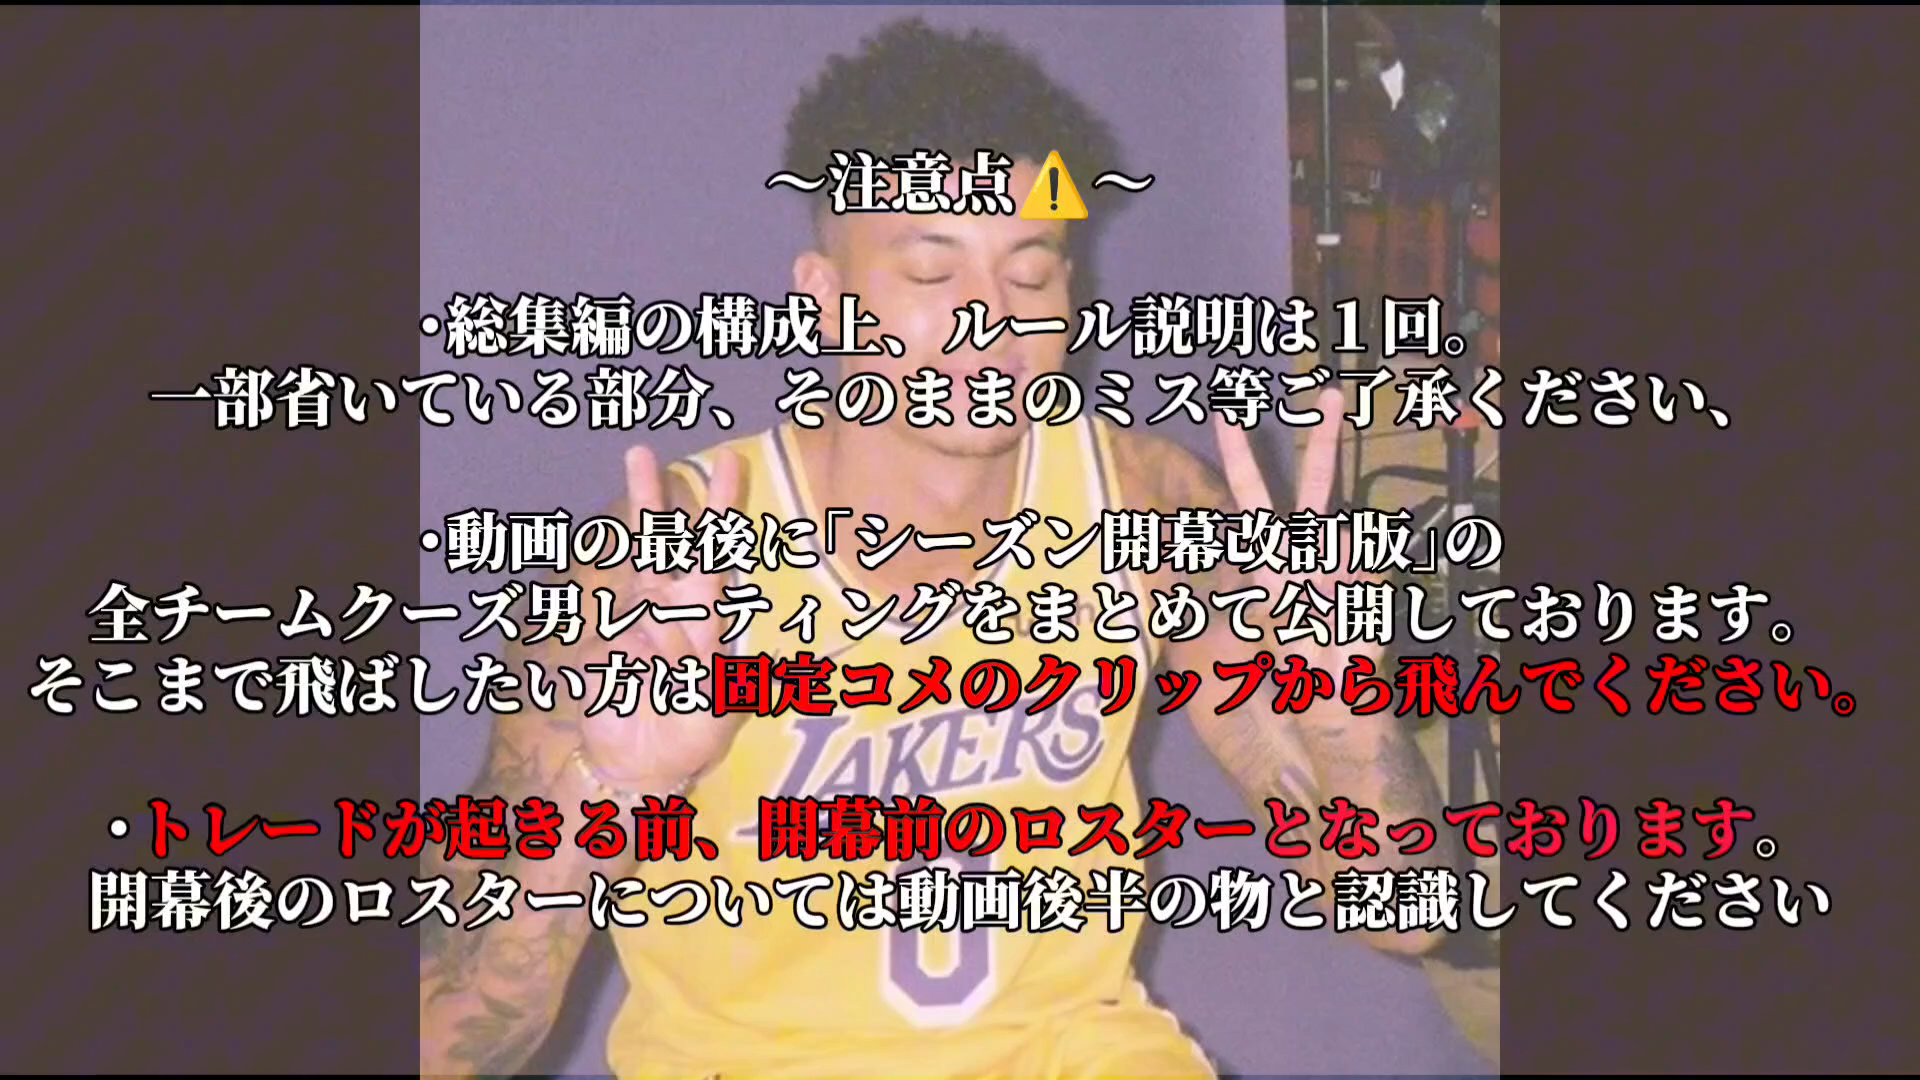 ～注意点⚠️～
・総集編の構成上、ルール説明は１回。
一部省いている部分、そのままのミス等ご了承ください、
・動画の最後に「シーズン開幕改訂版」の
全チームクーズ男レーティングをまとめて公開しております。
そこまで飛ばしたい方は固定コメのクリップから飛んでください。
LAKERS
・トレードが起きる前、開幕前のロスターとなっております。
開幕後のロスターについては動画後半の物と認識してください
0